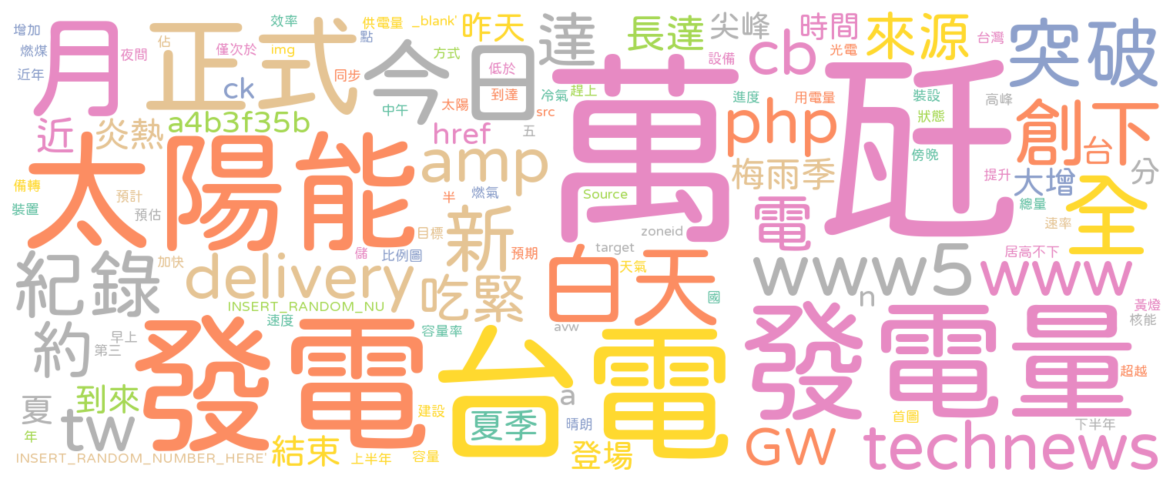 增加
效率
供電量
_blank'
昨天
達
長達
尖峰
cb
時間
來源
台灣
突破
燃煤
近年
月
夜間
正式
佔
僅次於
img
點
今日
方式
低於
到達
設備
光電
ck
同步
中午
太陽
冷氣
趕上
src
五
萬
瓩
進度
用電量
裝設
狀態
高峰
創下
台
近
炎熱
a4b3f35b
href
php
傍晚
提升
大增
分
太陽能
amp
梅雨季
備轉
裝置
預計
預估
半
燃氣
Source
總量
速率
全
電
新
目標
預期
zoneid
target
天氣
居高不下
紀錄
加快
儲
比例圖
delivery
吃緊
白天
國
www5
www
n
INSERT_RANDOM_NU
速度
容量率
avw
黃燈
核能
約
早上
第三
發電
台電
發電量
超越
夏
到來
年
tw
建設
夏季
a
晴朗
首圖
下半年
INSERT_RANDOM_NUMBER_HERE'
結束
上半年
容量
登場
GW
technews